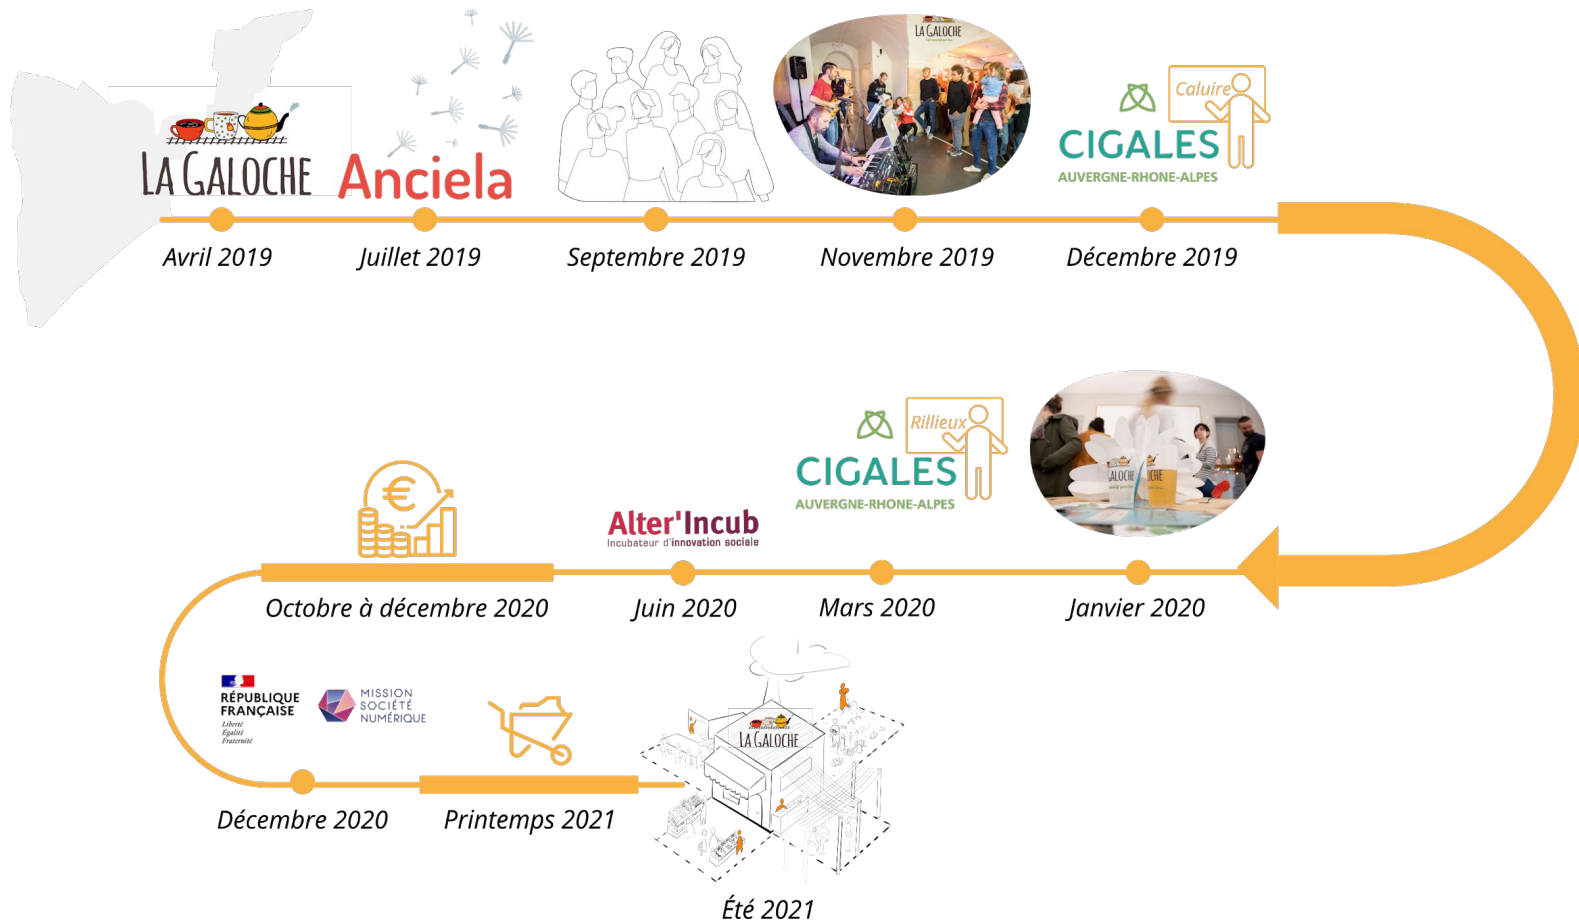 LA GALOCHE
Anciela
LA GALOCHE
Caluire
CIGALES
AUVERGNE-RHONE-ALPES
Avril 2019
Juillet 2019
Septembre 2019
Novembre 2019
Décembre 2019
Rillieux
CIGALES
AUVERGNE-RHONE-ALPES
GALOCHE
Alter'Incub
Incubateur d'innovation sociale
Octobre à décembre 2020
Juin 2020
Mars 2020
Janvier 2020
RÉPUBLIQUE
FRANÇAISE
Liberté
Égalité
Fraternité
MISSION
SOCIÉTÉ
NUMÉRIQUE
LA GALOCHE
Décembre 2020
Printemps 2021
Été 2021